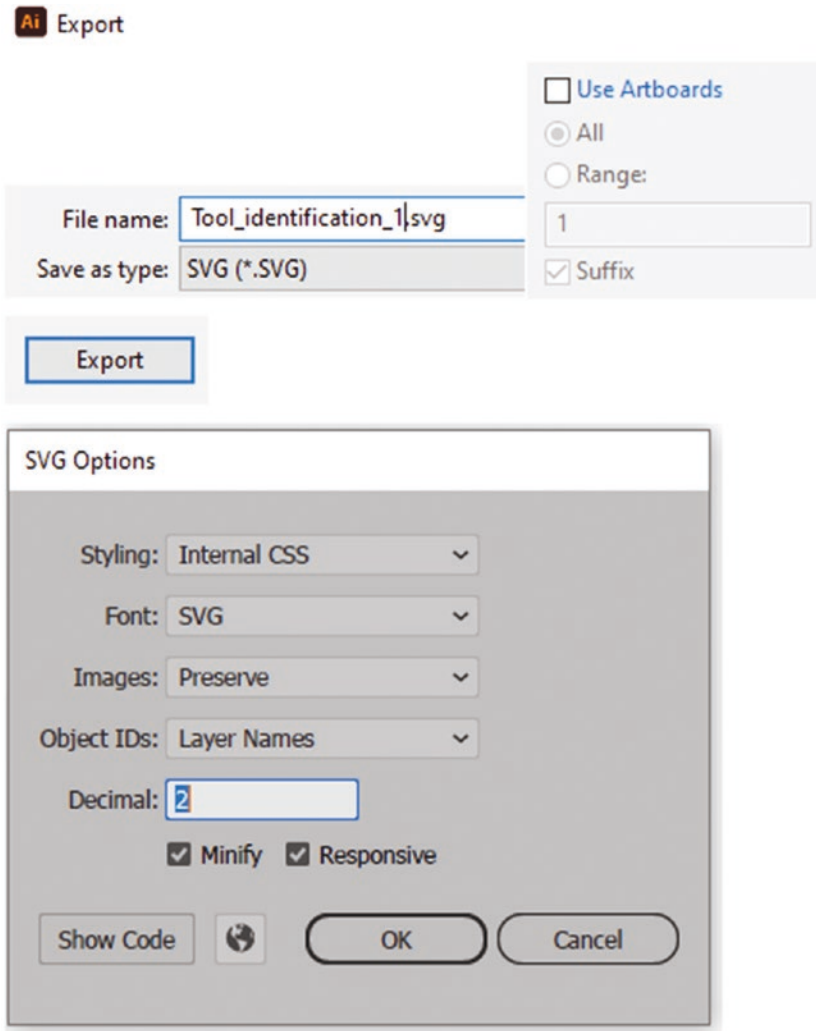 Ai Export
Use Artboards
All
Range:
1
Suffix
File name: Tool_identification_1.svg
Save as type: SVG (*.SVG)
Export
SVG Options
Styling: Internal CSS
Font: SVG
Images: Preserve
Object IDs: Layer Names
Decimal: 2
Minify Responsive
Show Code OK Cancel